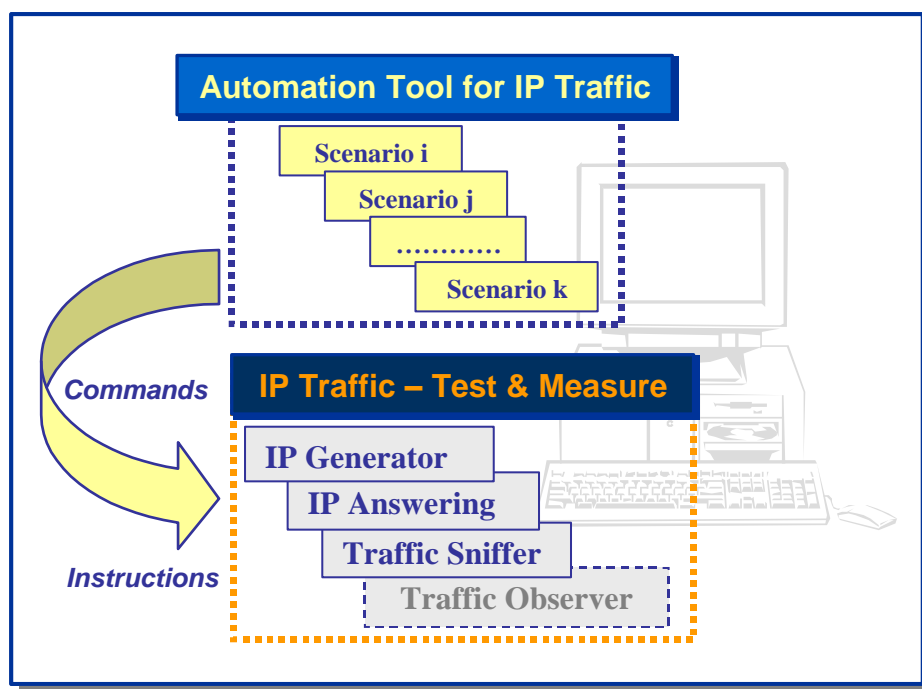 Automation Tool for IP Traffic
Scenario i
Scenario j
............
Scenario k
Commands
IP Traffic – Test & Measure
IP Generator
IP Answering
Traffic Sniffer
Instructions
Traffic Observer